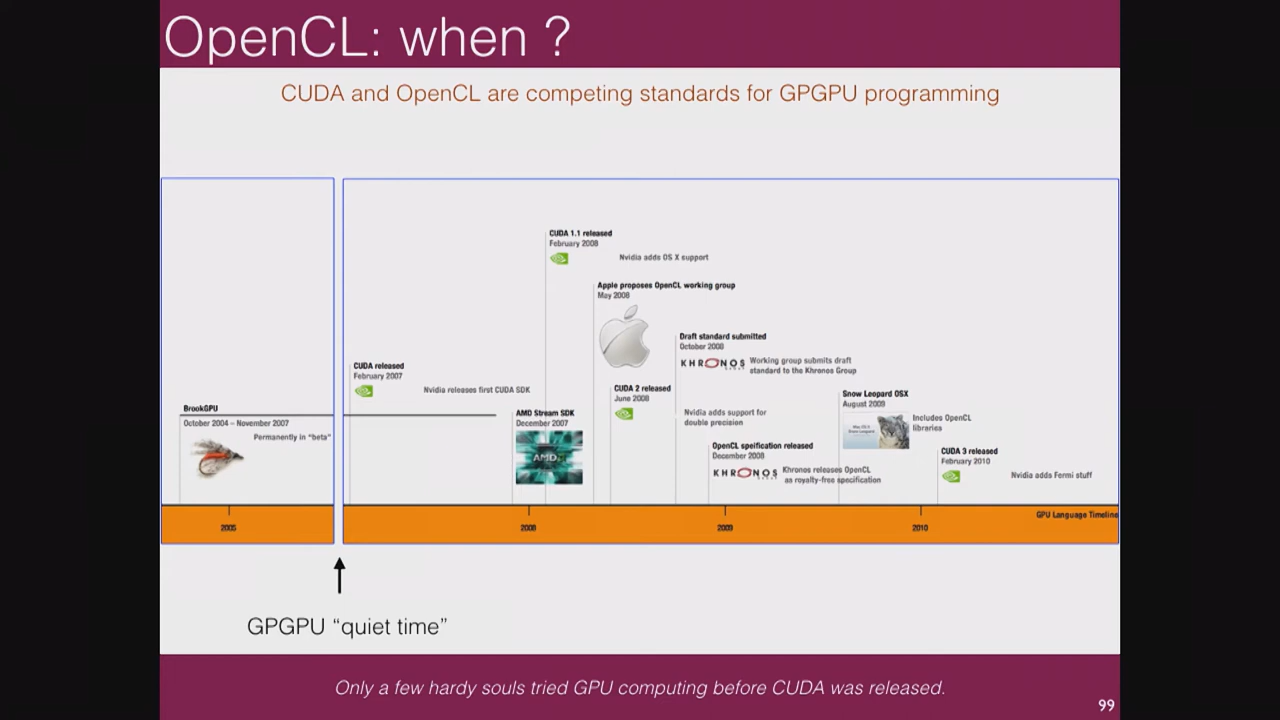 OpenCL: when ?
CUDA and OpenCL are competing standards for GPGPU programming
CUDA 1.1 released
February 2008
Nvidia adds OS X support
Apple proposes OpenCL working group
May 2008
Draft standard submitted
October 2008
KHRONOS
Working group submits draft
standard to the Khronos Group
CUDA released
February 2007
Nvidia releases first CUDA SDK
CUDA 2 released
June 2008
Nvidia adds support for
double precision
Snow Leopard OSX
August 2009
Includes OpenCL
libraries
BrookGPU
October 2004 – November 2007
Permanently in "beta"
AMD Stream SDK
December 2007
AMD
OpenCL speification released
December 2008
KHRONOS
Khronos releases OpenCL
as royalty-free specification
CUDA 3 released
February 2010
Nvidia adds Fermi stuff
GPU Language Timeline
2005
2008
2009
2010
GPGPU “quiet time”
Only a few hardy souls tried GPU computing before CUDA was released.
99